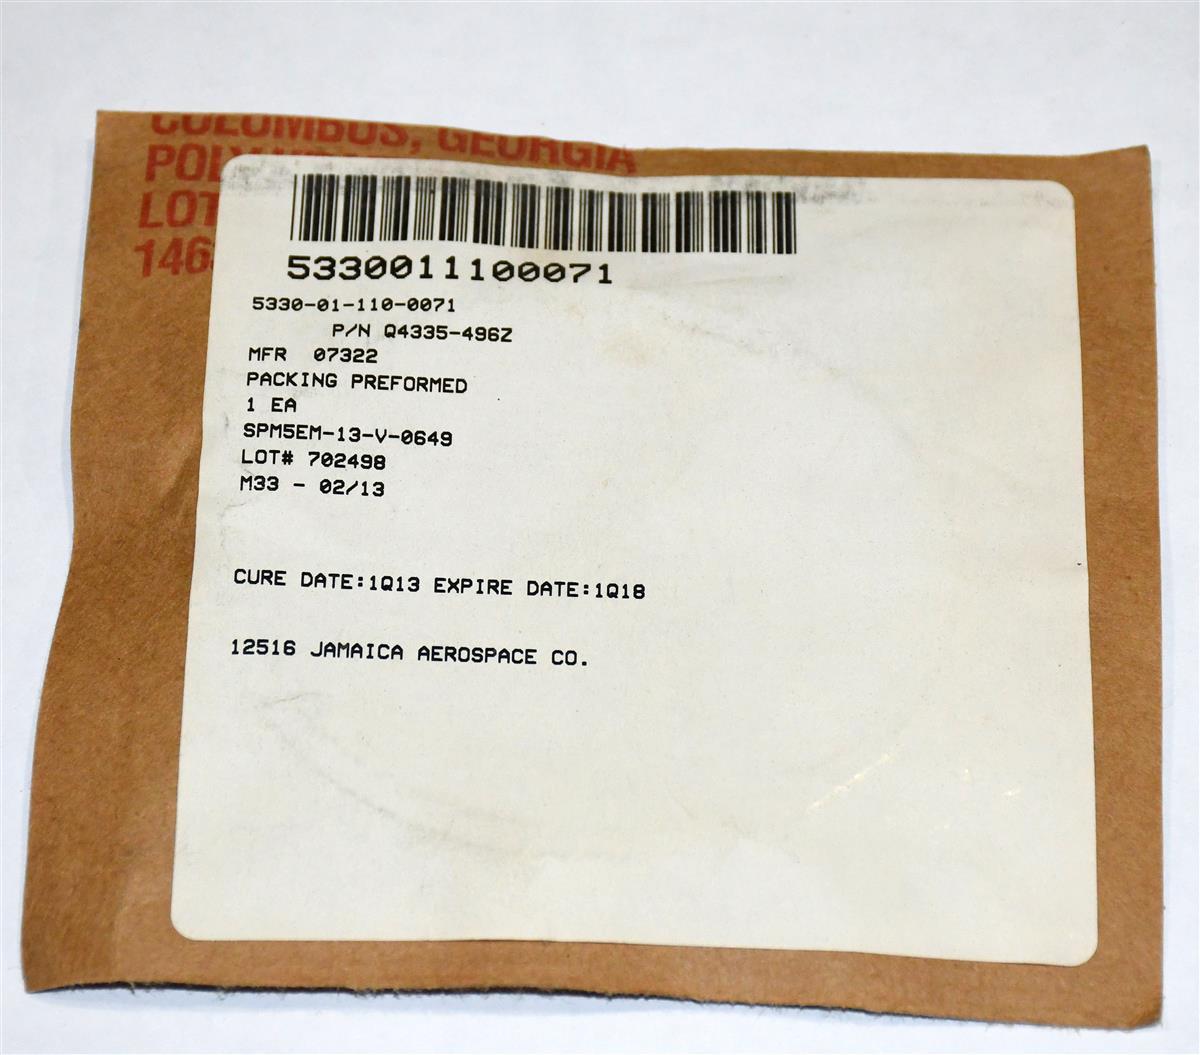 COLUMBUS, GEORGIA
LOT
5330011100071
5330-01-110-0071
P/N Q4335-496Z
MFR 07322
PACKING PREFORMED
1 EA
SPM5EM-13-V-0649
LOT# 702498
M33 - 02/13
CURE DATE:1Q13 EXPIRE DATE:1Q18
12516 JAMAICA AEROSPACE CO.